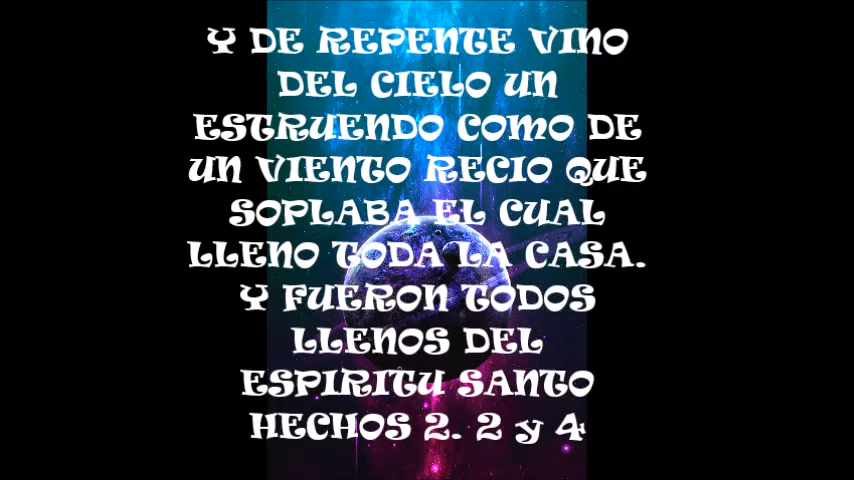 Y DE REPENTE VINO
DEL CIELO UN
ESTRUENDO COMO DE
UN VIENTO RECIO QUE
SOPLABA EL CUAL
LLENO TODA LA CASA.
Y FUERON TODOS
LLENOS DEL
ESPIRITU SANTO
HECHOS 2. 2 y 4